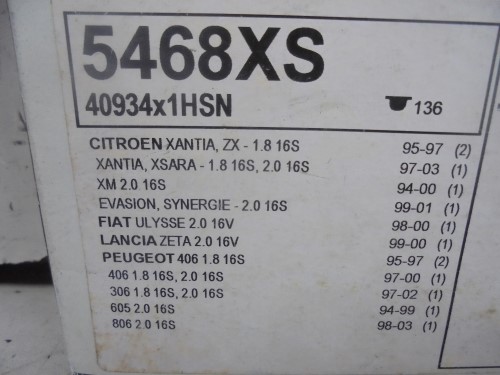 5468XS
40934x1HSN 136
CITROEN XANTIA, ZX - 1.8 16S 95-97 (2)
XANTIA, XSARA - 1.8 16S, 2.0 16S 97-03 (1)
XM 2.0 16S 94-00 (1)
EVASION, SYNERGIE - 2.0 16S 99-01 (1)
FIAT ULYSSE 2.0 16V 98-00 (1)
LANCIA ZETA 2.0 16V 99-00 (1)
PEUGEOT 406 1.8 16S 95-97 (2)
406 1.8 16S, 2.0 16S 97-00 (1)
306 1.8 16S, 2.0 16S 97-02 (1)
605 2.0 16S 94-99 (1)
806 2.0 16S 98-03 (1)